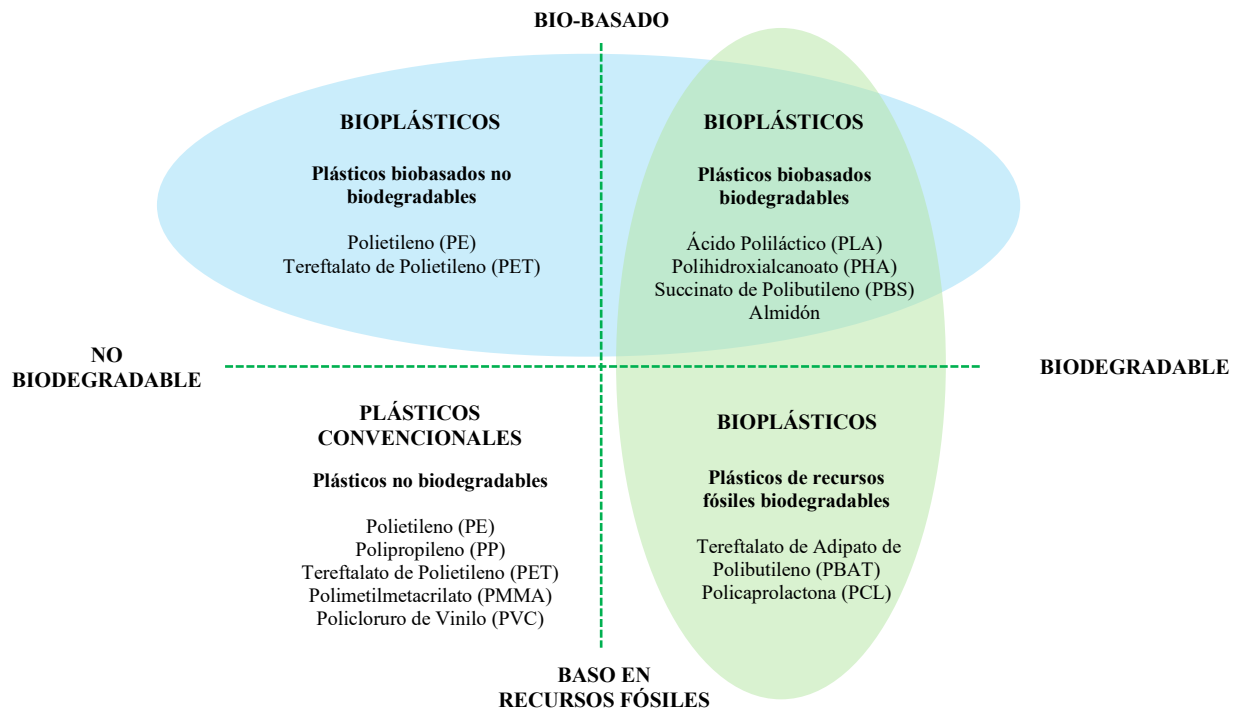 BIO-BASADO
BIOPLÁSTICOS
Plásticos biobasados no
biodegradables
Polietileno (PE)
Tereftalato de Polietileno (PET)
BIOPLÁSTICOS
Plásticos biobasados
biodegradables
Ácido Poliláctico (PLA)
Polihidroxialcanoato (PHA)
Succinato de Polibutileno (PBS)
Almidón
NO
BIODEGRADABLE
BIODEGRADABLE
PLÁSTICOS
CONVENCIONALES
Plásticos no biodegradables
Polietileno (PE)
Polipropileno (PP)
Tereftalato de Polietileno (PET)
Polimetilmetacrilato (PMMA)
Policloruro de Vinilo (PVC)
BIOPLÁSTICOS
Plásticos de recursos
fósiles biodegradables
Tereftalato de Adipato de
Polibutileno (PBAT)
Policaprolactona (PCL)
BASO EN
RECURSOS FÓSILES